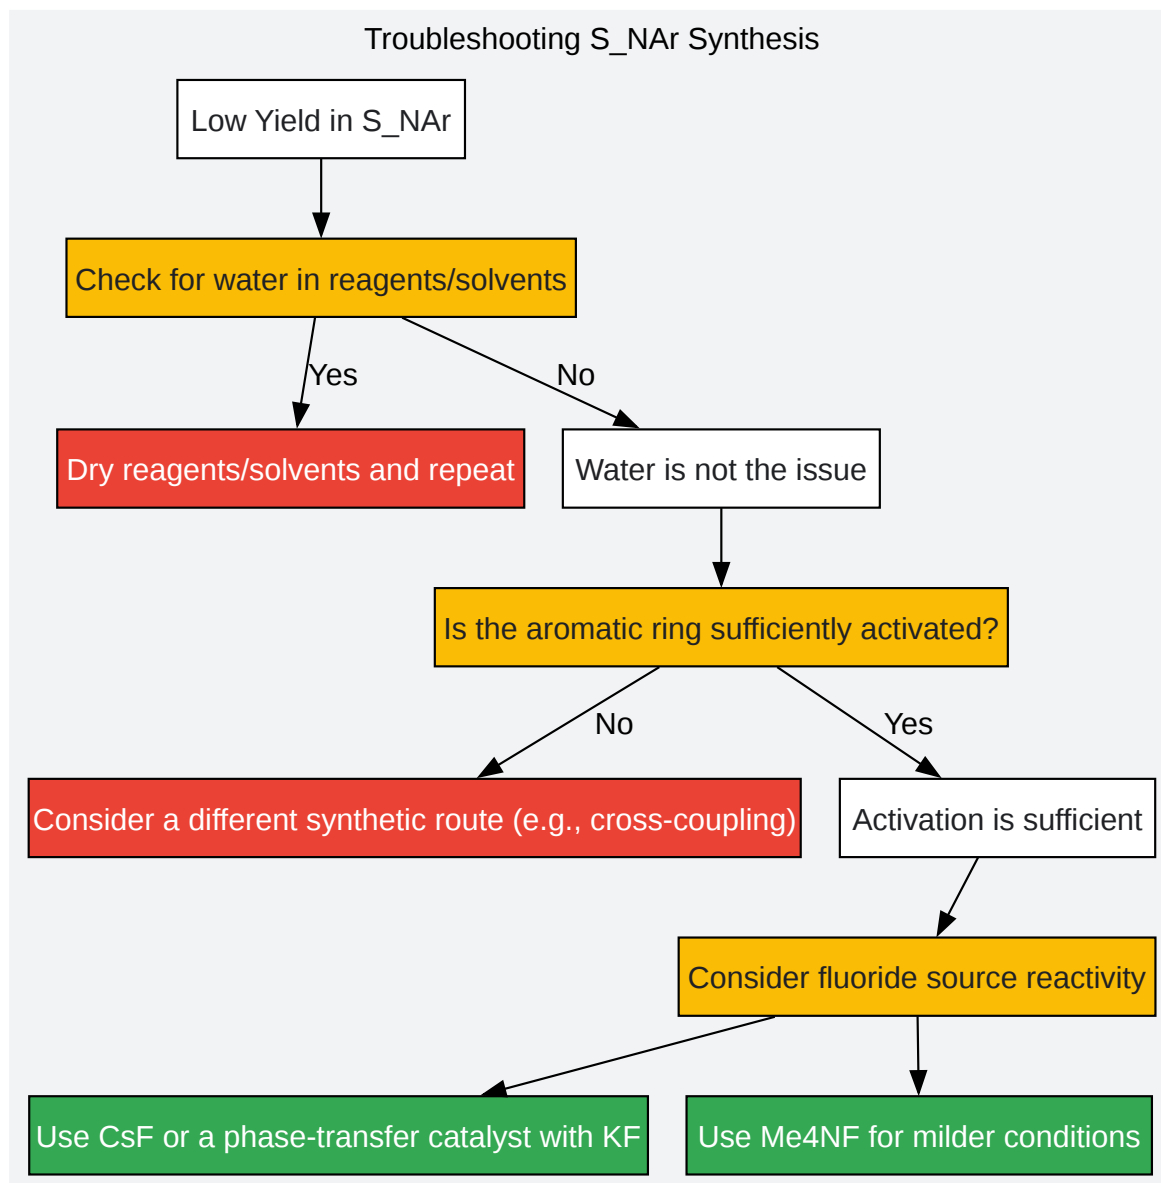 Troubleshooting S_NAr Synthesis
Low Yield in S_NAr
Check for water in reagents/solvents
Yes
No
Dry reagents/solvents and repeat
Water is not the issue
Is the aromatic ring sufficiently activated?
No
Yes
Consider a different synthetic route (e.g., cross-coupling)
Activation is sufficient
Consider fluoride source reactivity
Use CsF or a phase-transfer catalyst with KF
Use Me4NF for milder conditions